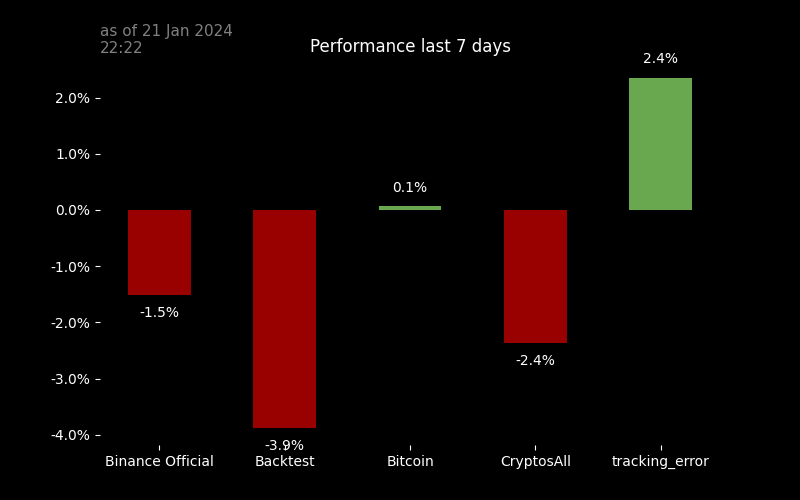 as of 21 Jan 2024
22:22
Performance last 7 days
2.4%
2.0%
1.0%
0.1%
0.0%
-1.0%
-1.5%
-2.0%
-2.4%
-3.0%
-4.0%
-3.9%
Binance Official
Backtest
Bitcoin
CryptosAll
tracking_error